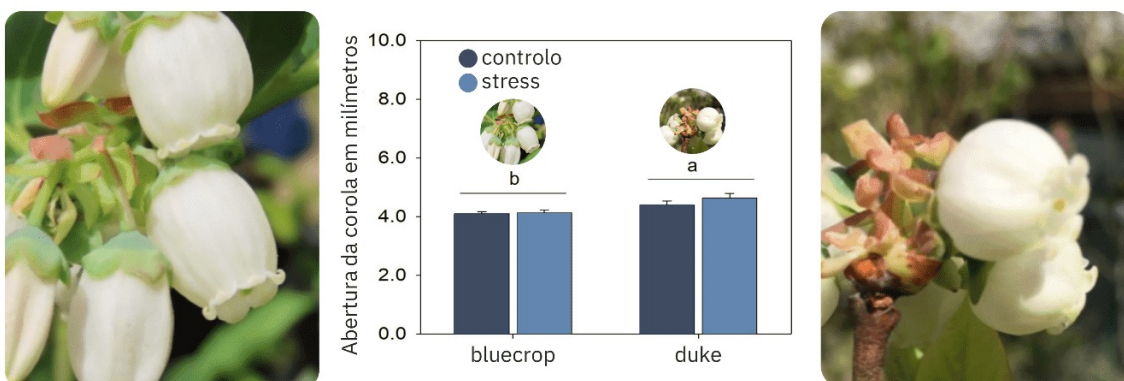 Abertura da corola em milímetros
10.0
8.0
6.0
4.0
2.0
0.0
controlo
stress
b
a
bluecrop
duke